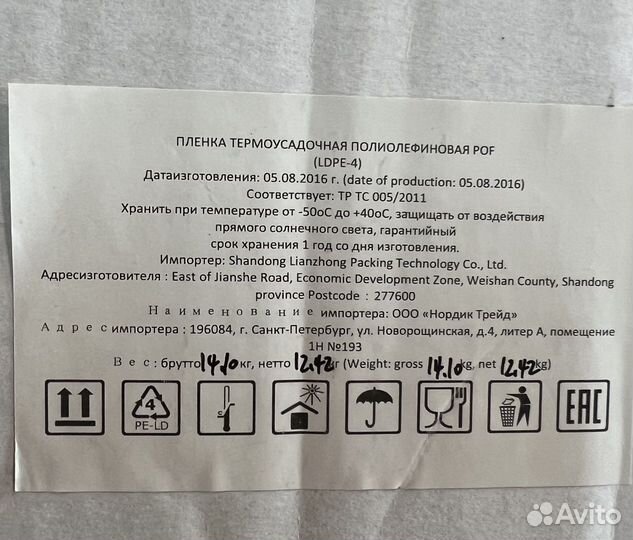 ПЛЕНКА ТЕРМОУСАДОЧНАЯ ПОЛИОЛЕФИНОВАЯ POF
(LDPE-4)
Датаизготовления: 05.08.2016 г. (date of production: 05.08.2016)
Соответствует: ТР ТС 005/2011
Хранить при температуре от -50оС до +40оС, защищать от воздействия
прямого солнечного света, гарантийный
срок хранения 1 год со дня изготовления.
Импортер: Shandong Lianzhong Packing Technology Co., Ltd.
Адресизготовителя : East of Jianshe Road, Economic Development Zone, Weishan County, Shandong
province Postcode : 277600
Наименование импортера: ООО «Нордик Трейд»
Адрес импортера : 196084, г. Санкт-Петербург, ул. Новорощинская, д.4, литер А, помещение
1Н №193
Вес: брутто 14.10 кг, нетто 12.42 кг (Weight: gross 14.10 kg, net 12.42 kg)
4
PE-LD
EAC
Avito